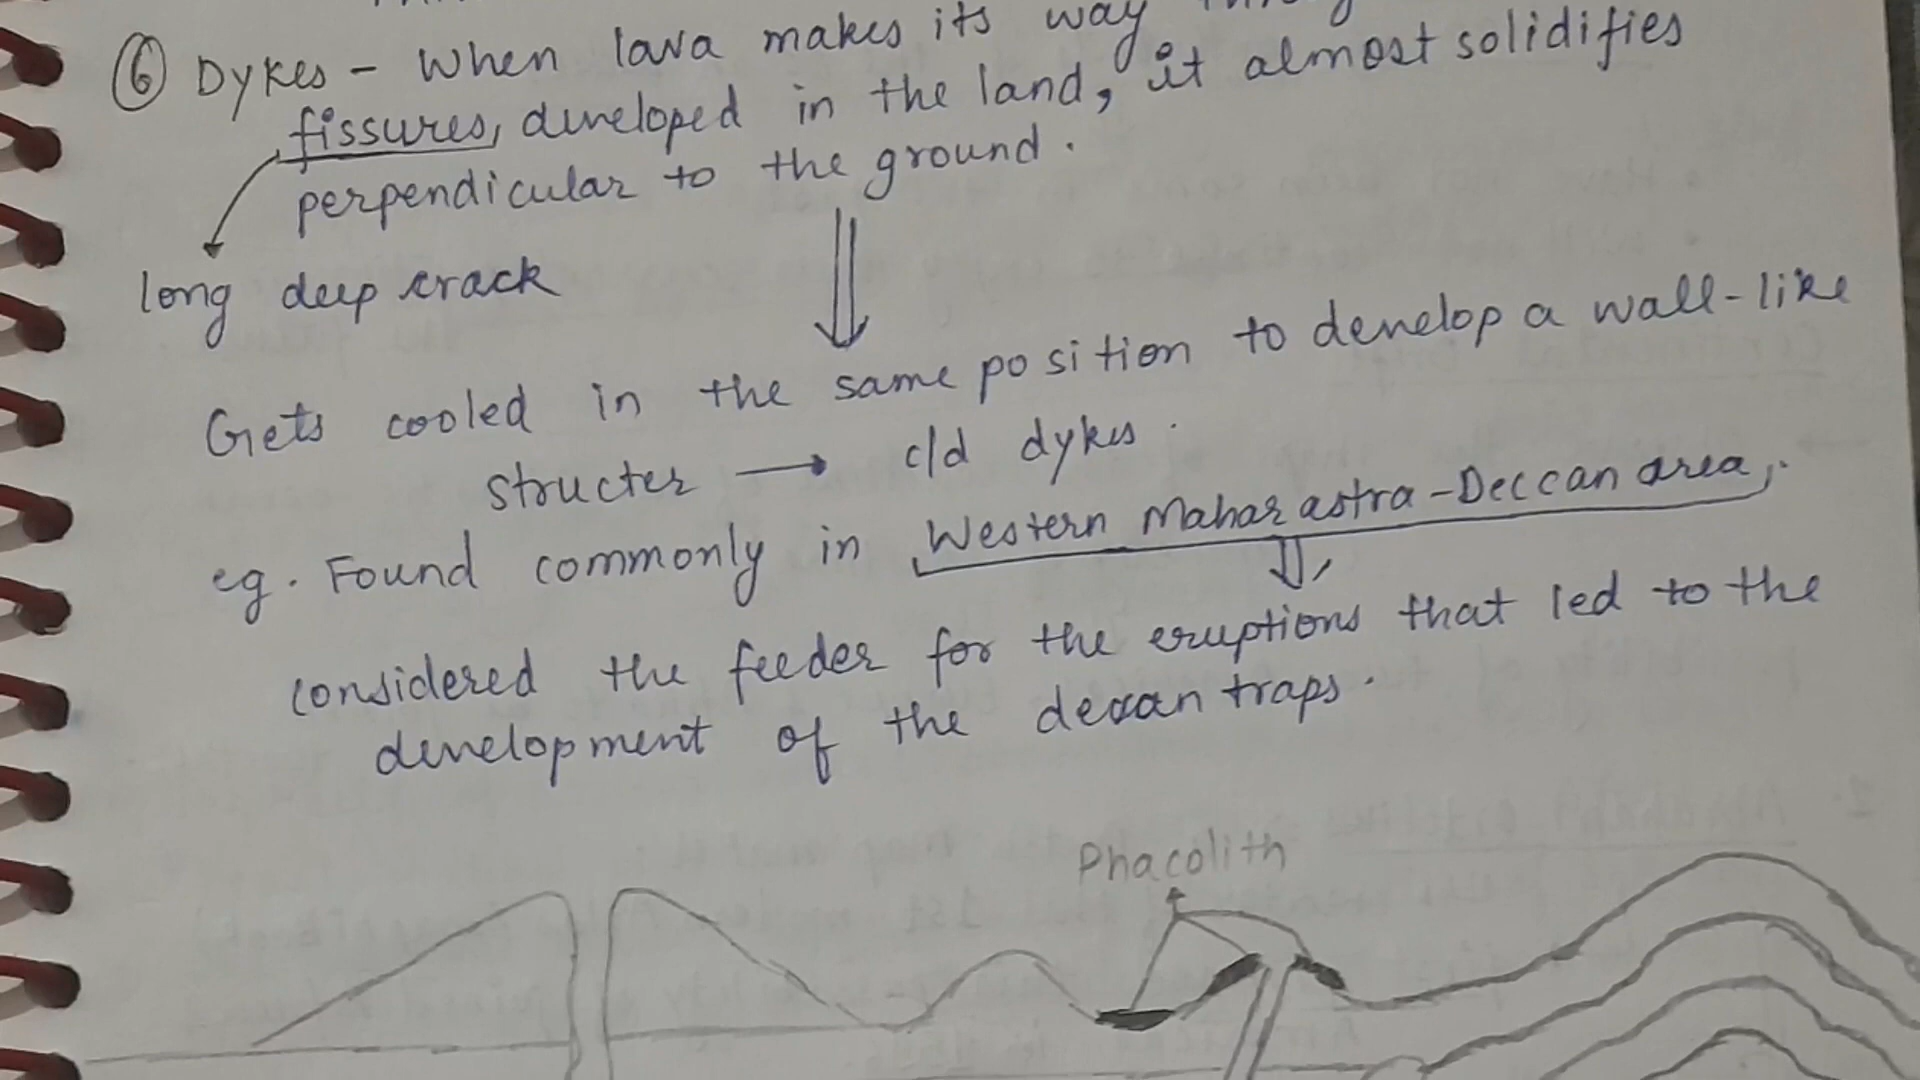 ⑥ Dykes - When lava makes its way
fissures, developed in the land, it almost solidifies
perpendicular to the ground.
long deep crack
Gets cooled in the same position to develop a wall-like
structer → c/d dykes.
eg. Found commonly in Western Maharastra - Deccan area,
considered the feeder for the eruptions that led to the
development of the deccan traps.
Phacolith